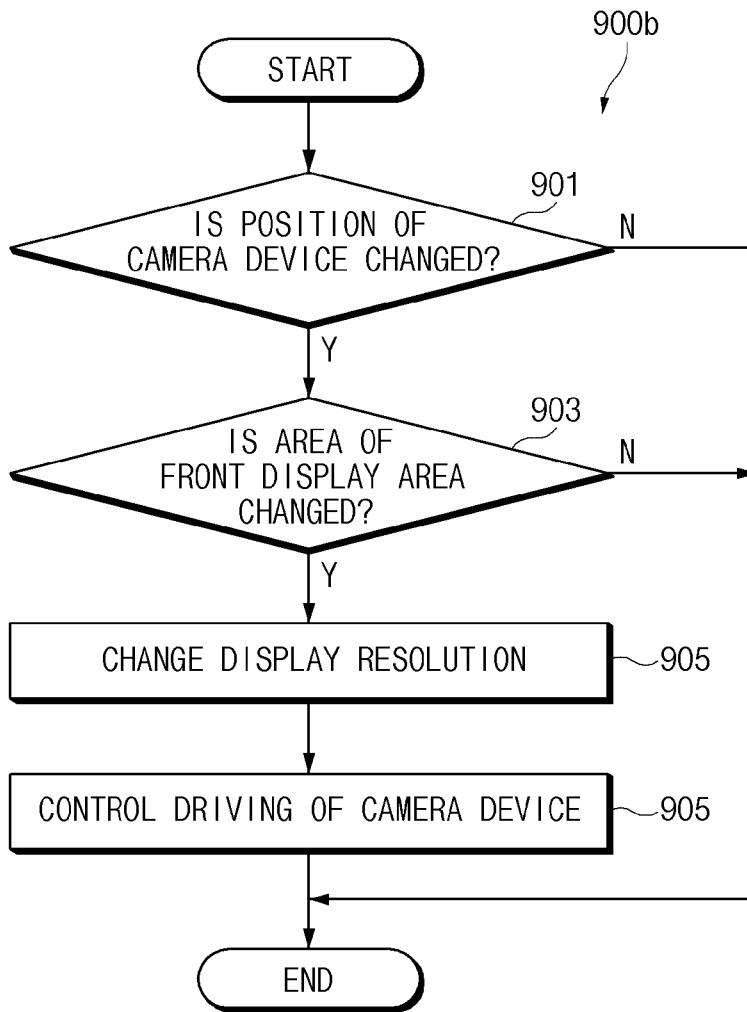 900b
START
901
IS POSITION OF
CAMERA DEVICE CHANGED?
N
Y
903
IS AREA OF
FRONT DISPLAY AREA
CHANGED?
N
Y
CHANGE DISPLAY RESOLUTION
905
CONTROL DRIVING OF CAMERA DEVICE
905
END